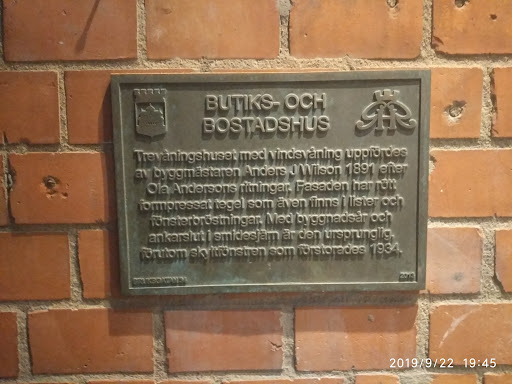 BUTIKS- OCH
BOSTADSHUS
Trevåningshuset med vindsvåning uppfördes
av byggmästaren Anders J Wilson 1891 efter
Ola Andersons ritningar. Fasaden har rött
formpressat tegel som även finns i lister och
fönsterbröstningar. Med byggnadsår och
ankarslut i smidesjärn är den ursprunglig,
förutom skyltfönstren som förstorades 1934.
2019/9/22 19:45